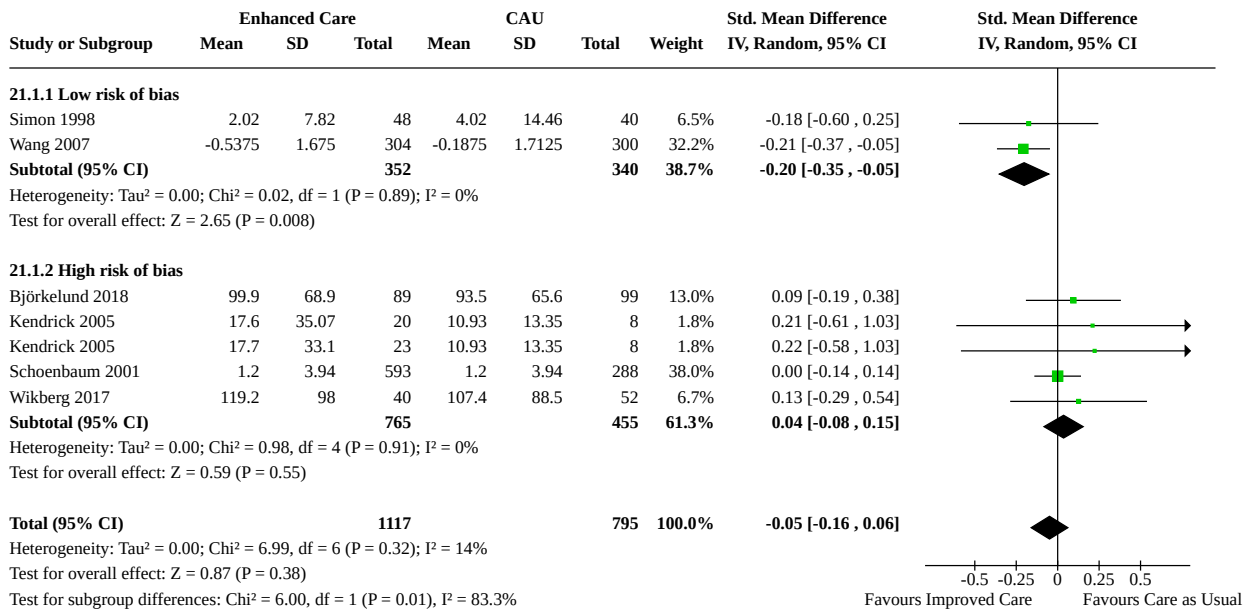 Enhanced Care CAU Std. Mean Difference Std. Mean Difference
Study or Subgroup Mean SD Total Mean SD Total Weight IV, Random, 95% CI IV, Random, 95% CI
21.1.1 Low risk of bias
Simon 1998 2.02 7.82 48 4.02 14.46 40 6.5% -0.18 [-0.60 , 0.25]
Wang 2007 -0.5375 1.675 304 -0.1875 1.7125 300 32.2% -0.21 [-0.37 , -0.05]
Subtotal (95% CI) 352 340 38.7% -0.20 [-0.35 , -0.05]
Heterogeneity: Tau² = 0.00; Chi² = 0.02, df = 1 (P = 0.89); I² = 0%
Test for overall effect: Z = 2.65 (P = 0.008)
21.1.2 High risk of bias
Björkelund 2018 99.9 68.9 89 93.5 65.6 99 13.0% 0.09 [-0.19 , 0.38]
Kendrick 2005 17.6 35.07 20 10.93 13.35 8 1.8% 0.21 [-0.61 , 1.03]
Kendrick 2005 17.7 33.1 23 10.93 13.35 8 1.8% 0.22 [-0.58 , 1.03]
Schoenbaum 2001 1.2 3.94 593 1.2 3.94 288 38.0% 0.00 [-0.14 , 0.14]
Wikberg 2017 119.2 98 40 107.4 88.5 52 6.7% 0.13 [-0.29 , 0.54]
Subtotal (95% CI) 765 455 61.3% 0.04 [-0.08 , 0.15]
Heterogeneity: Tau² = 0.00; Chi² = 0.98, df = 4 (P = 0.91); I² = 0%
Test for overall effect: Z = 0.59 (P = 0.55)
Total (95% CI) 1117 795 100.0% -0.05 [-0.16 , 0.06]
Heterogeneity: Tau² = 0.00; Chi² = 6.99, df = 6 (P = 0.32); I² = 14%
Test for overall effect: Z = 0.87 (P = 0.38)
-0.5 -0.25 0 0.25 0.5
Test for subgroup differences: Chi² = 6.00, df = 1 (P = 0.01), I² = 83.3% Favours Improved Care Favours Care as Usual